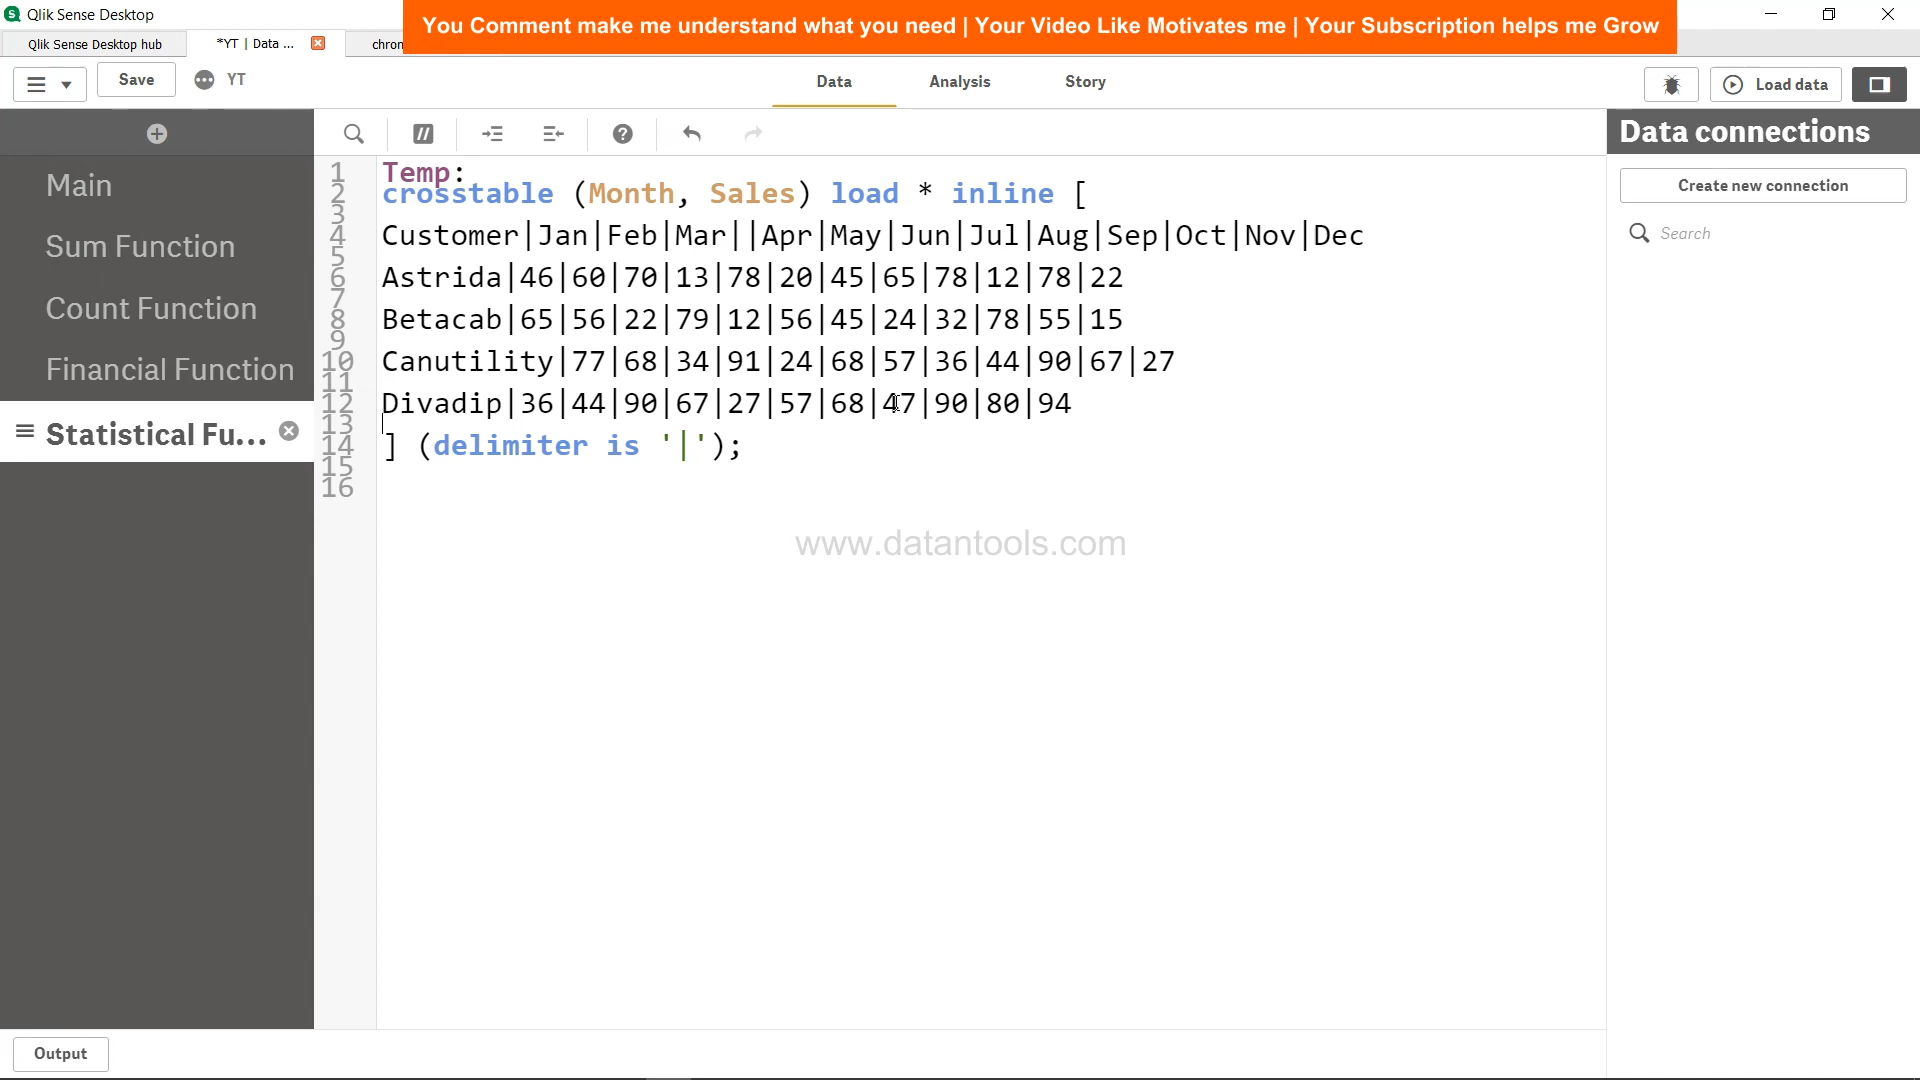 Qlik Sense Desktop
You Comment make me understand what you need | Your Video Like Motivates me | Your Subscription helps me Grow
Qlik Sense Desktop hub
*YT | Data ...
chron
Save
YT
Data
Analysis
Story
Load data
Data connections
Create new connection
Search
Main
Sum Function
Count Function
Financial Function
Statistical Fu...
1 Temp:
2 crosstable (Month, Sales) load * inline [
3
4 Customer|Jan|Feb|Mar||Apr|May|Jun|Jul|Aug|Sep|Oct|Nov|Dec
5
6 Astrida|46|60|70|13|78|20|45|65|78|12|78|22
7
8 Betacab|65|56|22|79|12|56|45|24|32|78|55|15
9
10 Canutility|77|68|34|91|24|68|57|36|44|90|67|27
11
12 Divadip|36|44|90|67|27|57|68|47|90|80|94
13
14 ] (delimiter is '|');
15
16
www.datantools.com
Output